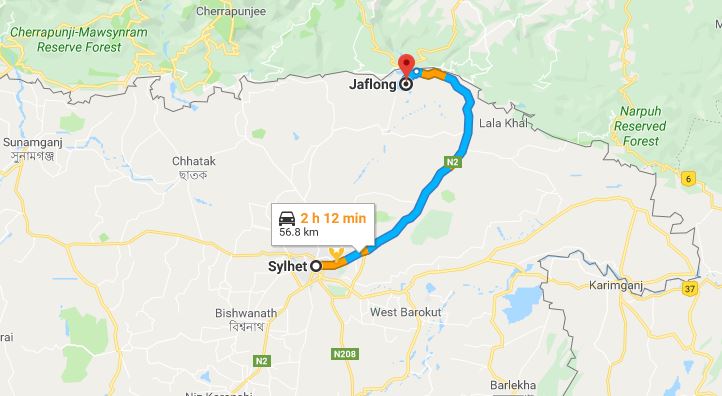 Cherrapunjee
Cherrapunji-Mawsynram
Reserve Forest
Jaflong
Lala Khal
Narpuh
Reserved
Forest
Sunamganj
সুনামগঞ্জ
Chhatak
ছাতক
N2
6
2 h 12 min
56.8 km
Sylhet
Karimganj
37
Bishwanath
বিশ্বনাথ
West Barokut
N2
N208
Barlekha